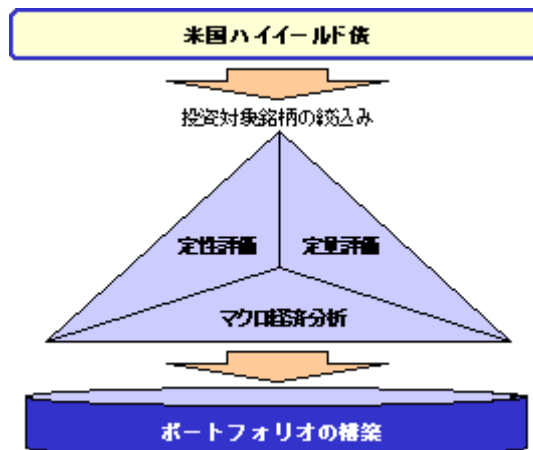 米国ハイイールド債
投資対象銘柄の絞込み
定性評価
定量評価
マクロ経済分析
ポートフォリオの構築